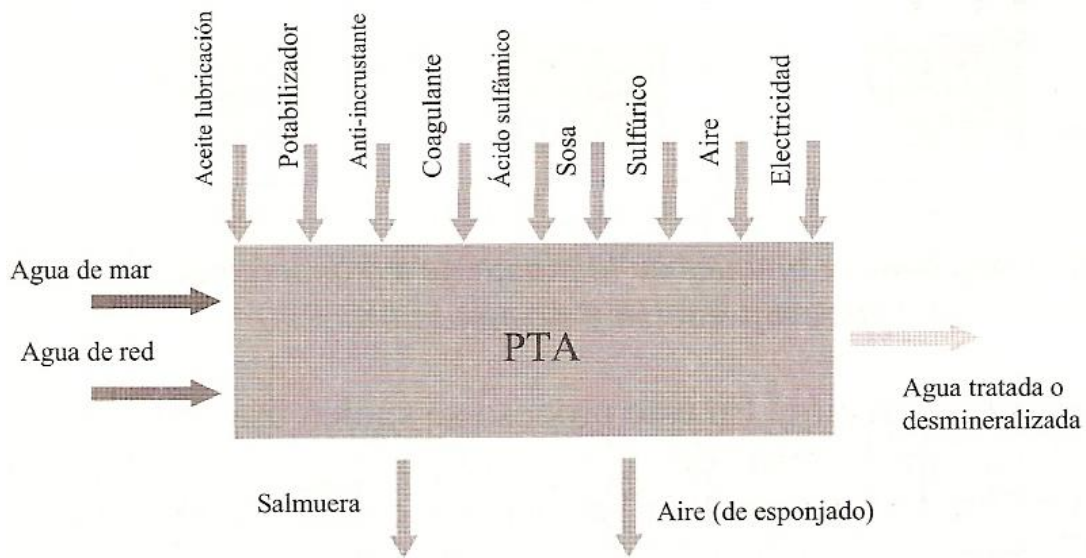 Aceite lubricación
Potabilizador
Anti-incrustante
Coagulante
Ácido sulfámico
Sosa
Sulfúrico
Aire
Electricidad
Agua de mar
Agua de red
PTA
Agua tratada o
desmineralizada
Salmuera
Aire (de esponjado)